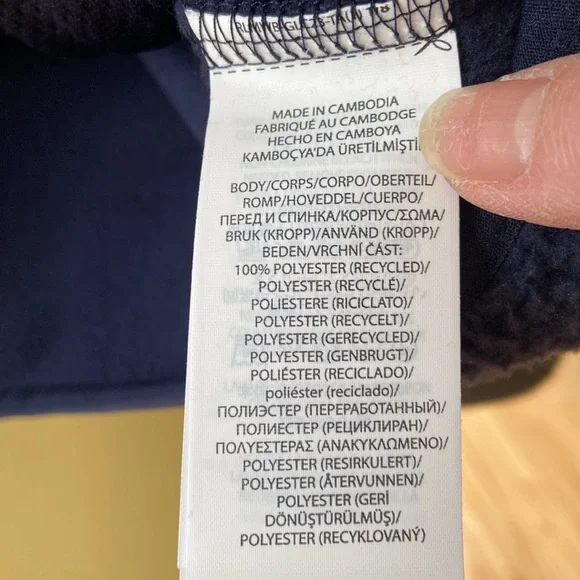 MADE IN CAMBODIA
FABRIQUÉ AU CAMBODGE
HECHO EN CAMBOYA
KAMBOÇYA'DA ÜRETİLMİŞTİ
BODY/CORPS/CORPO/OBERTEIL/
ROMP/HOVEDDEL/CUERPO/
ПЕРЕД И СПИНКА/КОРПУС/ΣΩΜΑ/
BRUK (KROPP)/ANVÄND (KROPP)/
BEDEN/VRCHNÍ ČÁST:
100% POLYESTER (RECYCLED)/
POLYESTER (RECYCLÉ)/
POLIESTERE (RICICLATO)/
POLYESTER (RECYCELT)/
POLYESTER (GERECYCLED)/
POLYESTER (GENBRUGT)/
POLIÉSTER (RECICLADO)/
poliéster (reciclado)/
ПОЛИЭСТЕР (ПЕРЕРАБОТАННЫЙ)/
ПОЛИЕСТЕР (РЕЦИКЛИРАН)/
ΠΟΛΥΕΣΤΕΡΑΣ (ΑΝΑΚΥΚΛΩΜΕΝΟ)/
POLYESTER (RESIRKULERT)/
POLYESTER (ÅTERVUNNEN)/
POLYESTER (GERİ
DÖNÜŞTÜRÜLMÜŞ)/
POLYESTER (RECYKLOVANÝ)